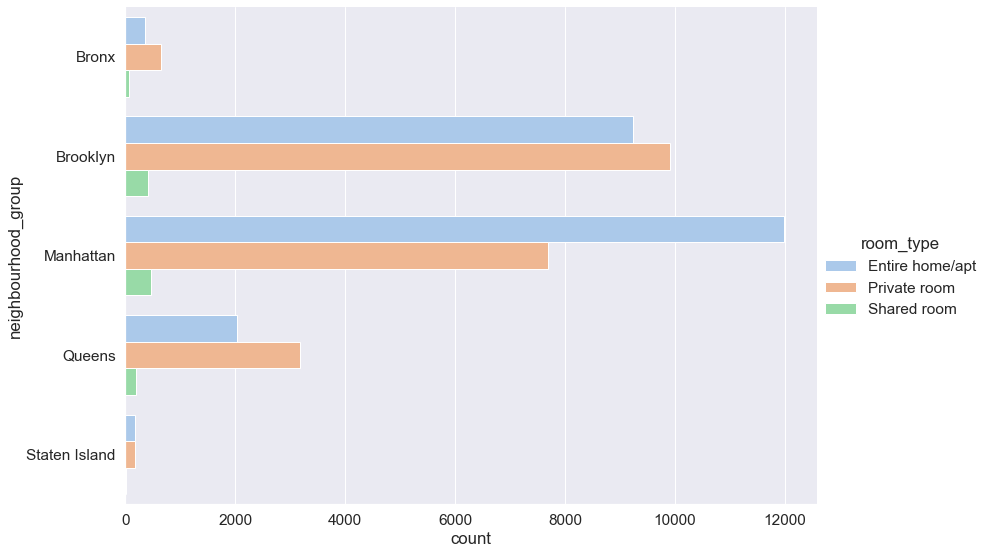 neighbourhood_group
Bronx
Brooklyn
Manhattan
Queens
Staten Island
0 2000 4000 6000 8000 10000 12000
count
room_type
Entire home/apt
Private room
Shared room